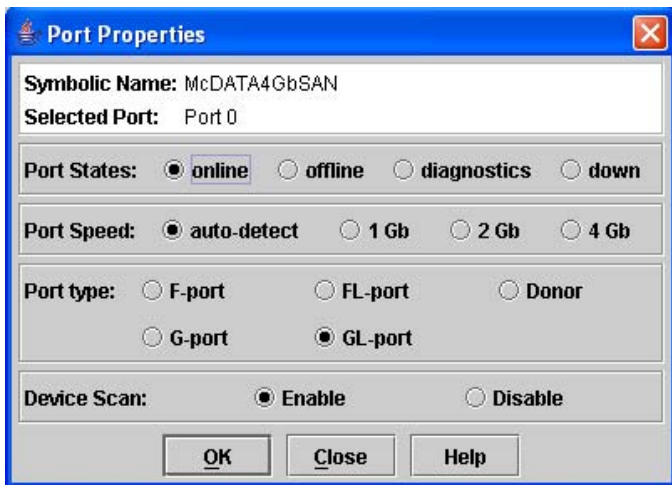 Port Properties
Symbolic Name: McDATA4GbSAN
Selected Port: Port 0
Port States: online offline diagnostics down
Port Speed: auto-detect 1 Gb 2 Gb 4 Gb
Port type: F-port FL-port Donor
G-port GL-port
Device Scan: Enable Disable
OK Close Help